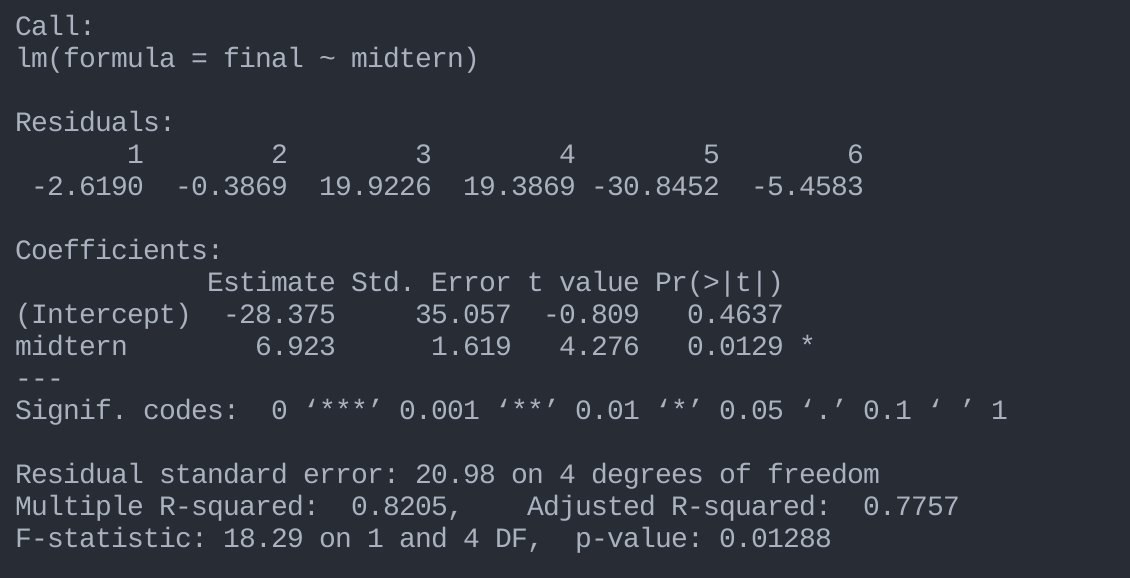 Call:
lm(formula = final ~ midtern)
Residuals:
1 2 3 4 5 6
-2.6190 -0.3869 19.9226 19.3869 -30.8452 -5.4583
Coefficients:
Estimate Std. Error t value Pr(>|t|)
(Intercept) -28.375 35.057 -0.809 0.4637
midtern 6.923 1.619 4.276 0.0129 *
---
Signif. codes: 0 ‘***’ 0.001 ‘**’ 0.01 ‘*’ 0.05 ‘.’ 0.1 ‘ ’ 1
Residual standard error: 20.98 on 4 degrees of freedom
Multiple R-squared: 0.8205, Adjusted R-squared: 0.7757
F-statistic: 18.29 on 1 and 4 DF, p-value: 0.01288